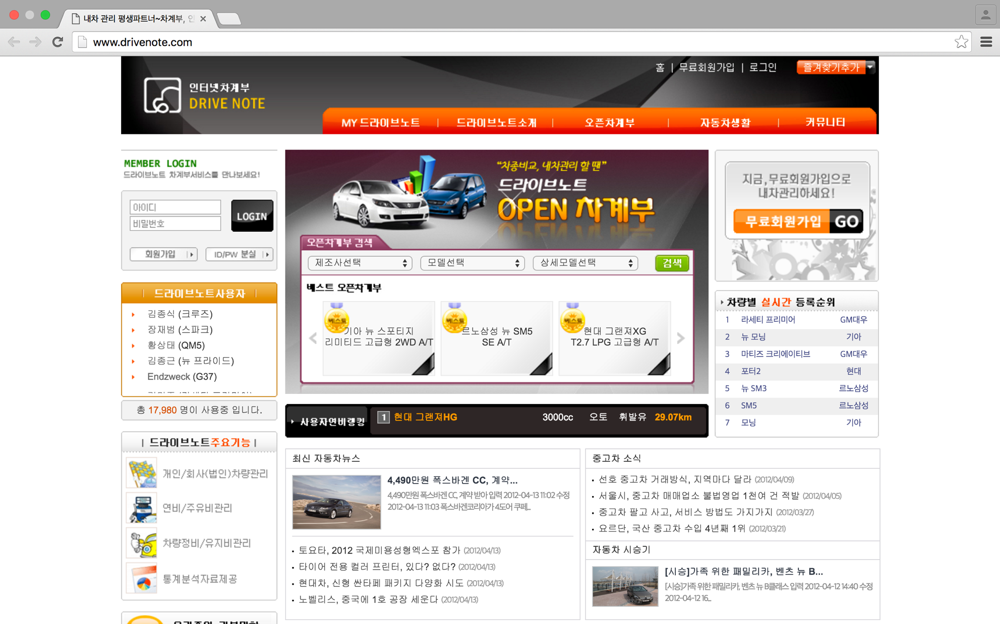 내차 관리 평생파트너~차계부, 인
www.drivenote.com
홈 | 무료회원가입 | 로그인
즐겨찾기추가
인터넷차계부
DRIVE NOTE
MY 드라이브노트 | 드라이브노트소개 | 오픈차계부 | 자동차생활 | 커뮤니티
MEMBER LOGIN
드라이브노트 차계부서비스를 만나보세요!
아이디
비밀번호
LOGIN
회원가입
ID/PW 분실
드라이브노트사용자
김종식 (크루즈)
장재범 (스파크)
황상태 (QM5)
김종근 (뉴 프라이드)
Endzweck (G37)
총 17,980 명이 사용중 입니다.
| 드라이브노트주요기능 |
개인/회사(법인)차량관리
연비/주유비관리
차량정비/유지비관리
통계분석자료제공
“차종비교, 내차관리 할 땐”
드라이브노트
OPEN 차계부
오픈차계부 검색
제조사선택
모델선택
상세모델선택
검색
베스트 오픈차계부
베스트
기아 뉴 스포티지
리미티드 고급형 2WD A/T
베스트
르노삼성 뉴 SM5
SE A/T
베스트
현대 그랜져XG
T2.7 LPG 고급형 A/T
사용자연비랭킹
1 현대 그랜져HG 3000cc 오토 휘발유 29.07km
지금,무료회원가입으로
내차관리하세요!
무료회원가입 GO
차량별 실시간 등록순위
1 라세티 프리미어 GM대우
2 뉴 모닝 기아
3 마티즈 크리에이티브 GM대우
4 포터2 현대
5 뉴 SM3 르노삼성
6 SM5 르노삼성
7 모닝 기아
최신 자동차뉴스
4,490만원 폭스바겐 CC, 계약...
4,490만원 폭스바겐 CC, 계약 받아 입력 2012-04-13 11:02 수정
2012-04-13 11:03 폭스바겐코리아가 4도어 쿠페...
토요타, 2012 국제미용성형엑스포 참가 (2012/04/13)
타이어 전용 컬러 프린터, 있다? 없다? (2012/04/13)
현대차, 신형 싼타페 패키지 다양화 시도 (2012/04/13)
노벨리스, 중국에 1호 공장 세운다 (2012/04/13)
중고차 소식
선호 중고차 거래방식, 지역마다 달라 (2012/04/09)
서울시, 중고차 매매업소 불법영업 1천여 건 적발 (2012/04/05)
중고차 팔고 사고, 서비스 방법도 가지가지 (2012/03/27)
요르단, 국산 중고차 수입 4년째 1위 (2012/03/21)
자동차 시승기
[시승]가족 위한 패밀리카, 벤츠 뉴 B...
[시승]가족 위한 패밀리카, 벤츠 뉴 B클래스 입력 2012-04-12 14:40 수정
2012-04-12 16...